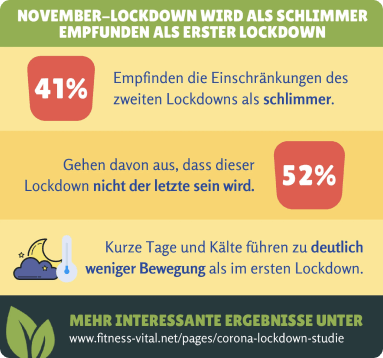 NOVEMBER-LOCKDOWN WIRD ALS SCHLIMMER
EMPFUNDEN ALS ERSTER LOCKDOWN
41%
Empfinden die Einschränkungen des
zweiten Lockdowns als schlimmer.
Gehen davon aus, dass dieser
Lockdown nicht der letzte sein wird.
52%
Kurze Tage und Kälte führen zu deutlich
weniger Bewegung als im ersten Lockdown.
MEHR INTERESSANTE ERGEBNISSE UNTER
www.fitness-vital.net/pages/corona-lockdown-studie